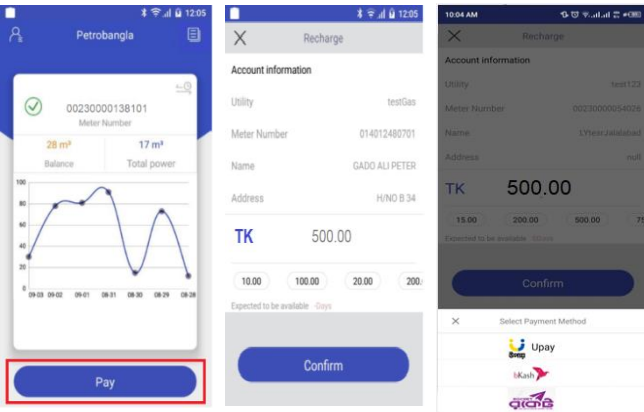 12:05
Petrobangla
00230000138101
Meter Number
28 m³
17 m³
Balance
Total power
100
80
60
40
20
0
09-03 09-02 09-01 08-31 08-30 08-29 08-28
Pay
12:05
Recharge
Account information
Utility testGas
Meter Number 014012480701
Name GADO ALI PETER
Address H/NO B 34
TK 500.00
10.00 100.00 20.00 200.
Expected to be available -Days
Confirm
10:04 AM
Recharge
Account information
Utility test123
Meter Number 00230000054026
Name LYtearJalalabad
Address null
TK 500.00
15.00 200.00 500.00 75
Expected to be available
Confirm
Select Payment Method
Upay
bKash